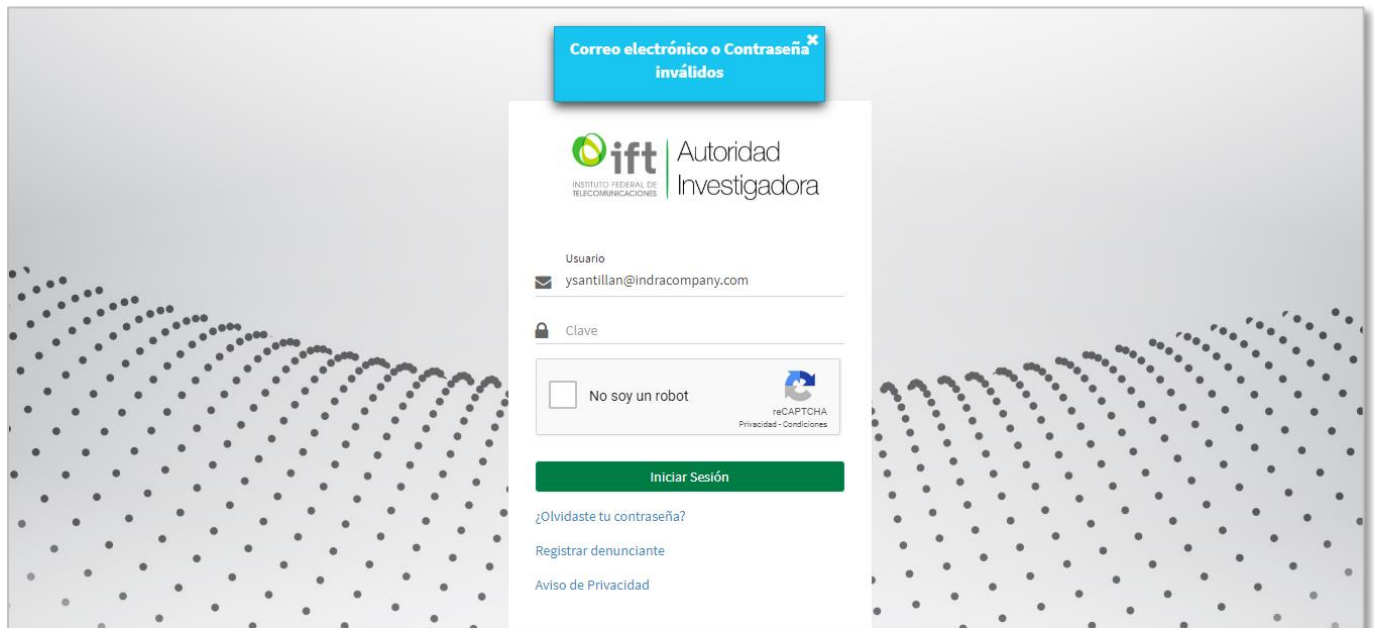 Correo electrónico o Contraseña
inválidos
ift
INSTITUTO FEDERAL DE
TELECOMUNICACIONES
Autoridad
Investigadora
Usuario
ysantillan@indracompany.com
Clave
No soy un robot
reCAPTCHA
Privacidad - Condiciones
Iniciar Sesión
¿Olvidaste tu contraseña?
Registrar denunciante
Aviso de Privacidad